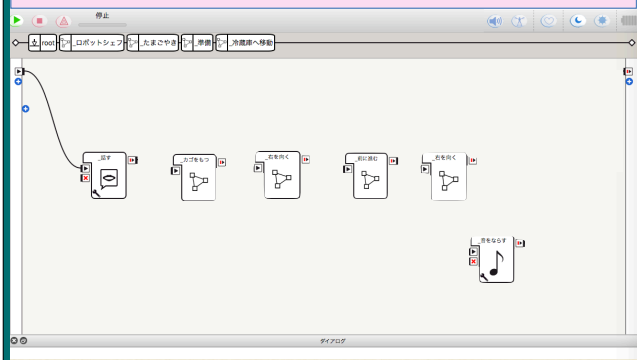 停止
root _ロボットシェフ _たまごやき _準備 _冷蔵庫へ移動
_話す
_カゴをもつ
_右を向く
_前に進む
_右を向く
_音をならす
ダイアログ